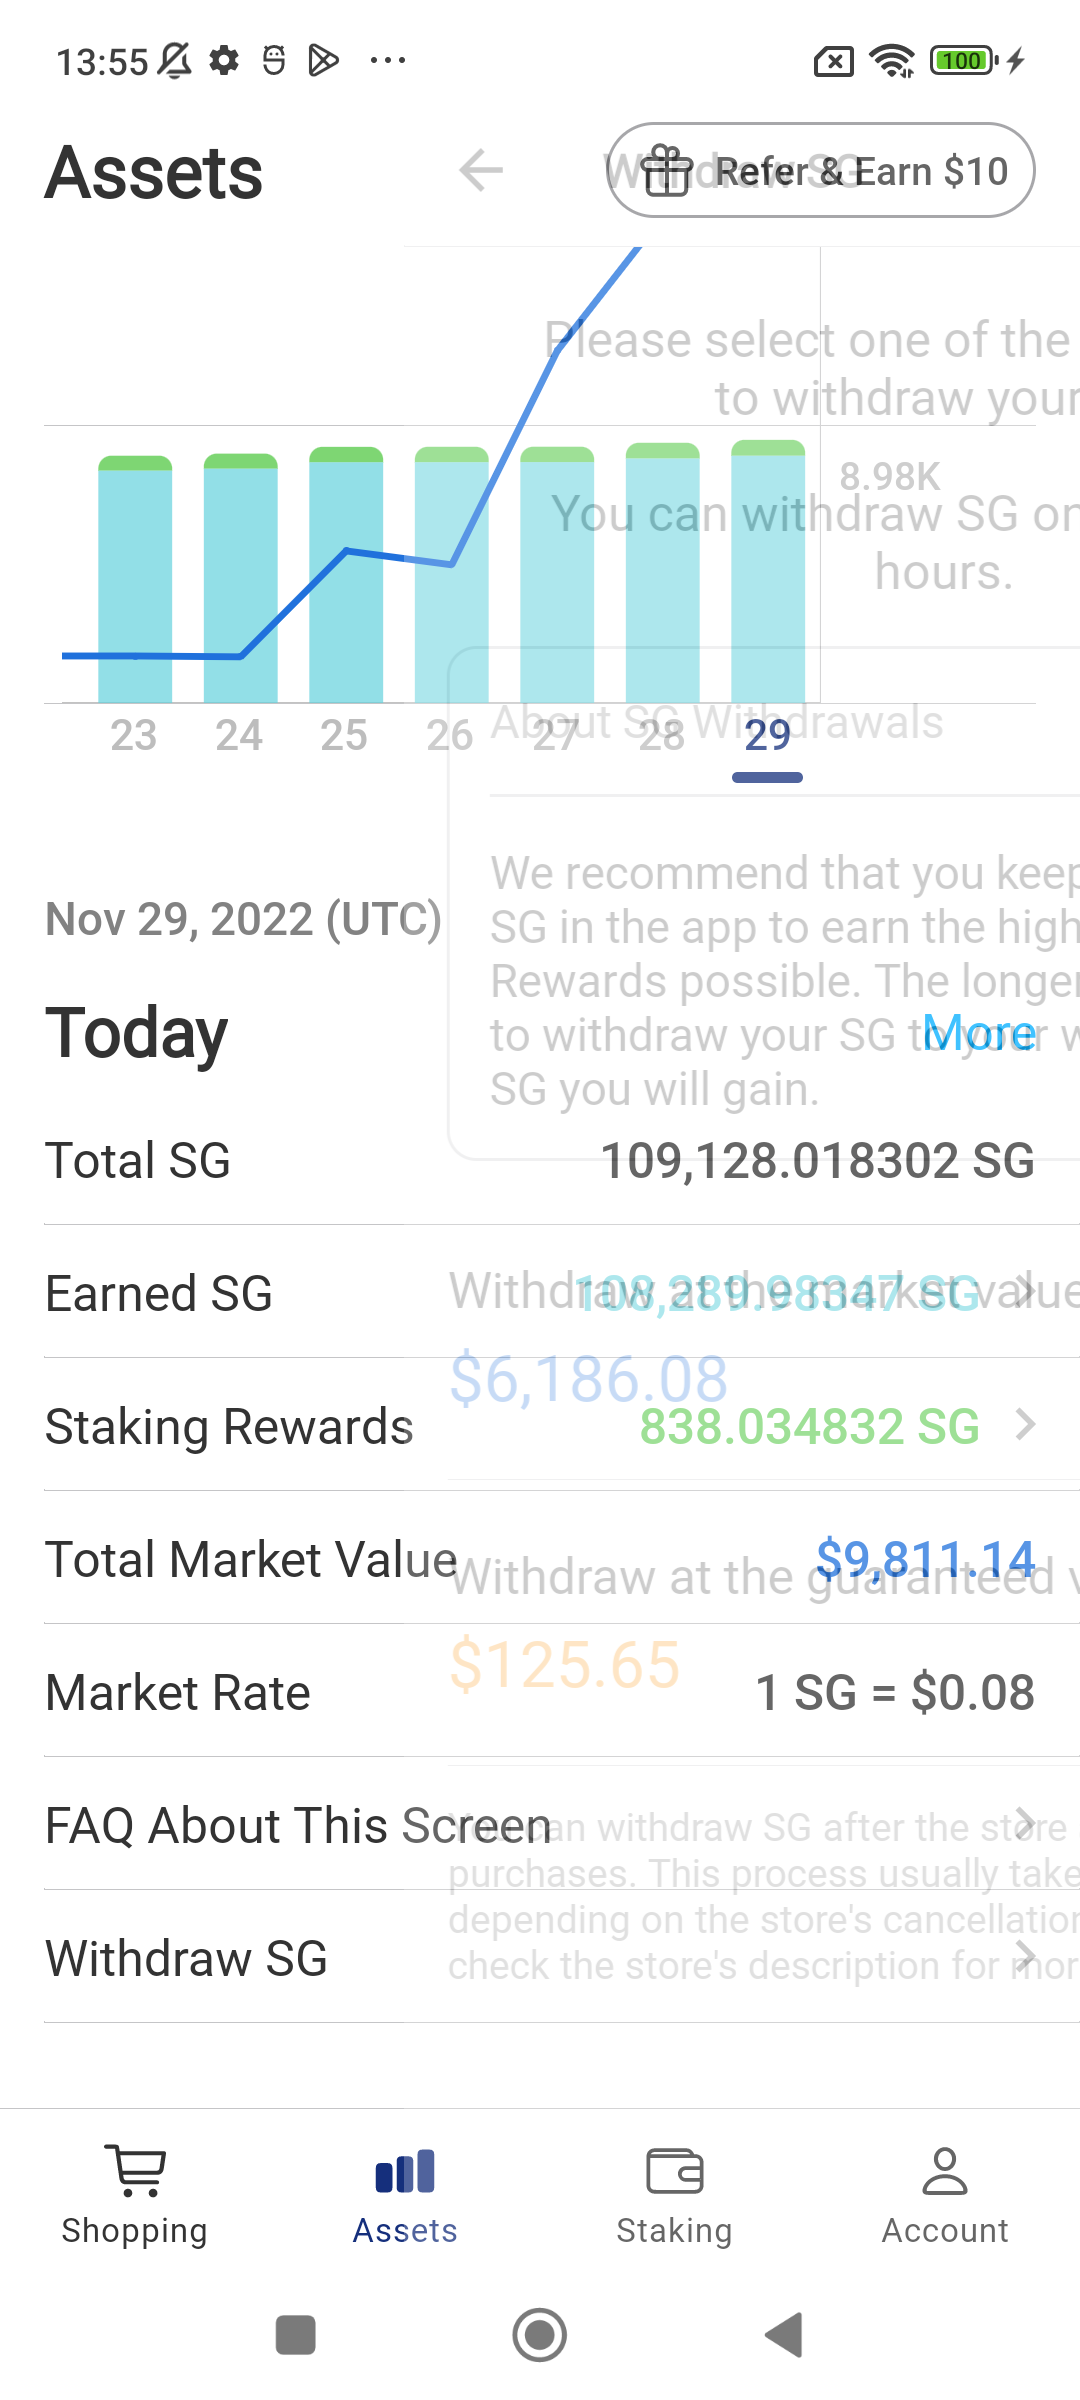 13:55
100
Assets
Withdraw SG
Refer & Earn $10
Please select one of the
to withdraw your
8.98K
You can withdraw SG on
hours.
23 24 25 26 27 28 29
About SG Withdrawals
We recommend that you keep
SG in the app to earn the high
Rewards possible. The longer
to withdraw your SG to your w
SG you will gain.
Nov 29, 2022 (UTC)
Today
More
Total SG
109,128.018302 SG
Earned SG
108,289.98347 SG
Withdraw at the market value
$6,186.08
Staking Rewards
838.034832 SG
Total Market Value
$9,811.14
Withdraw at the guaranteed v
$125.65
Market Rate
1 SG = $0.08
FAQ About This Screen
You can withdraw SG after the store
purchases. This process usually take
depending on the store's cancellation
check the store's description for mor
Withdraw SG
Shopping
Assets
Staking
Account